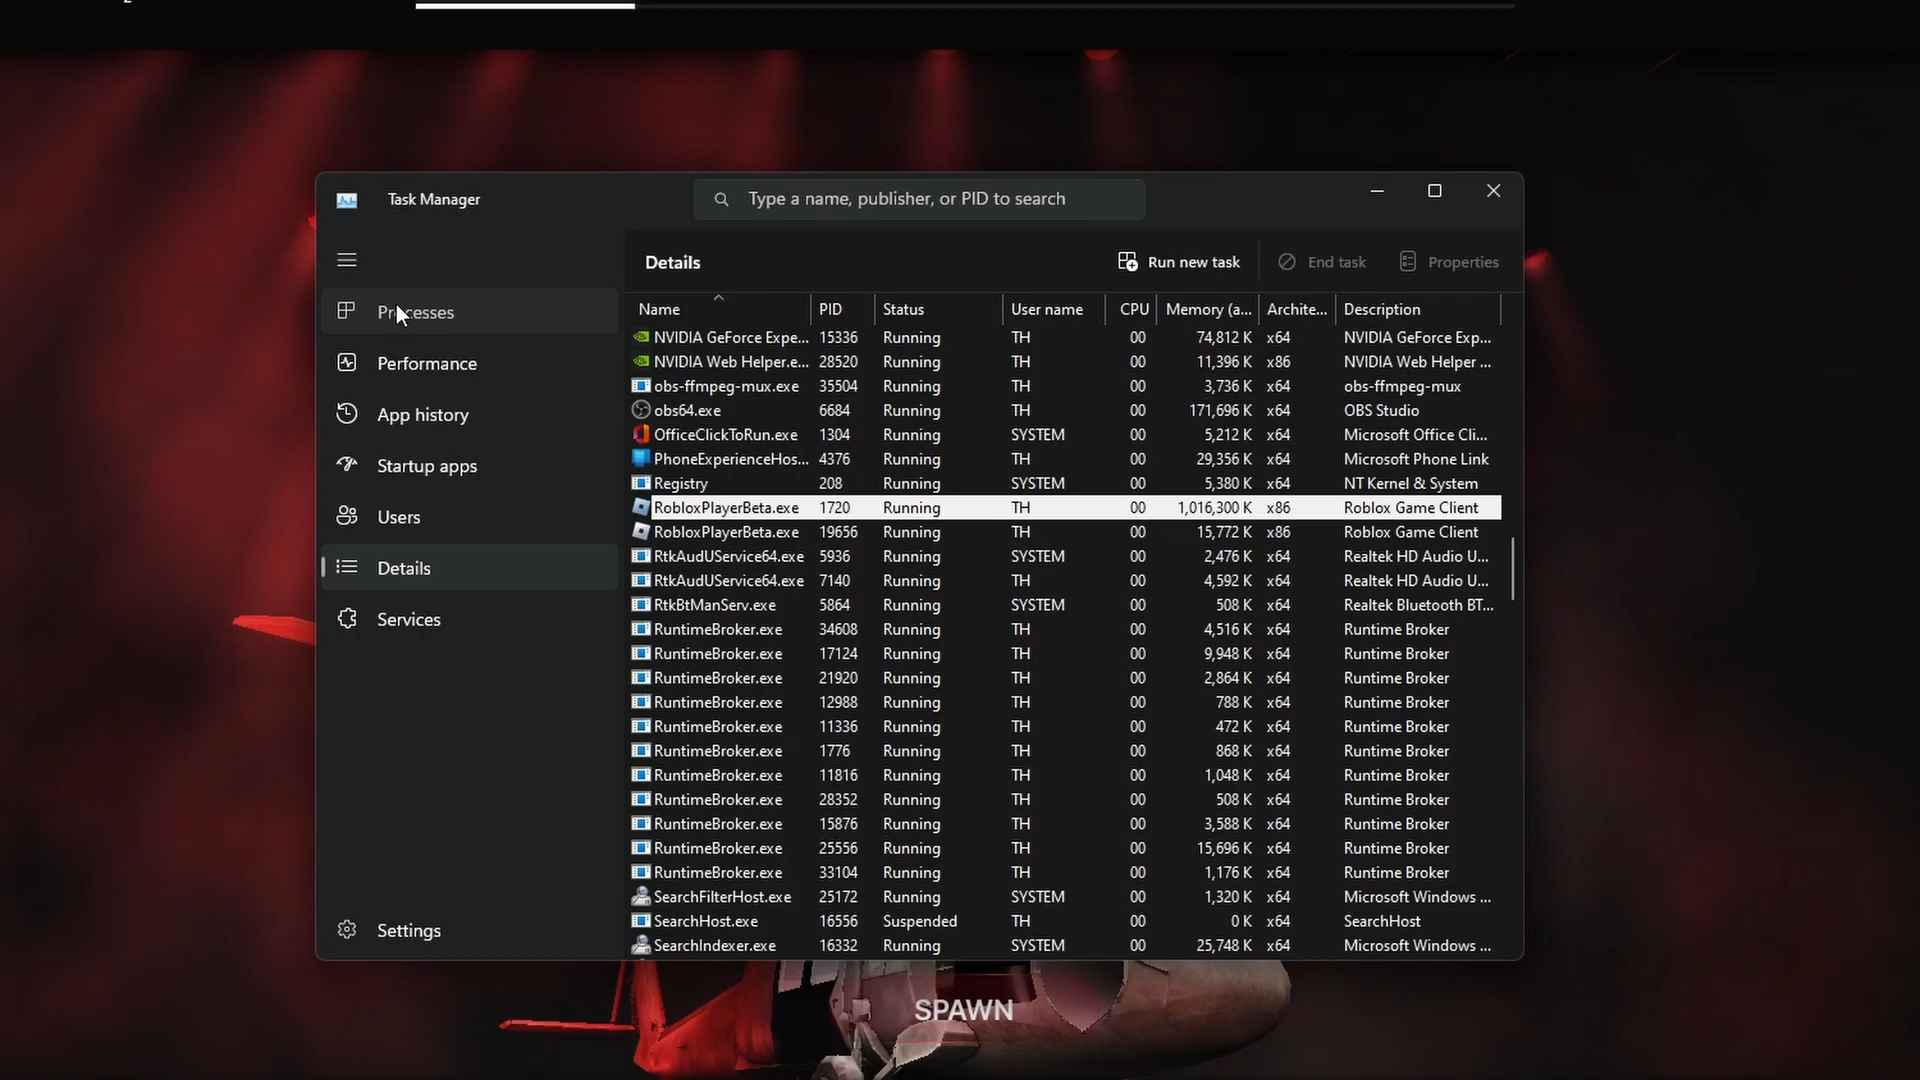 Task Manager
Type a name, publisher, or PID to search
Details
Run new task
End task
Properties
Processes
Performance
App history
Startup apps
Users
Details
Services
Settings
Name PID Status User name CPU Memory (a... Archite... Description
NVIDIA GeForce Expe... 15336 Running TH 00 74,812 K x64 NVIDIA GeForce Exp...
NVIDIA Web Helper.e... 28520 Running TH 00 11,396 K x86 NVIDIA Web Helper ...
obs-ffmpeg-mux.exe 35504 Running TH 00 3,736 K x64 obs-ffmpeg-mux
obs64.exe 6684 Running TH 00 171,696 K x64 OBS Studio
OfficeClickToRun.exe 1304 Running SYSTEM 00 5,212 K x64 Microsoft Office Cli...
PhoneExperienceHos... 4376 Running TH 00 29,356 K x64 Microsoft Phone Link
Registry 208 Running SYSTEM 00 5,380 K x64 NT Kernel & System
RobloxPlayerBeta.exe 1720 Running TH 00 1,016,300 K x86 Roblox Game Client
RobloxPlayerBeta.exe 19656 Running TH 00 15,772 K x86 Roblox Game Client
RtkAudUService64.exe 5936 Running SYSTEM 00 2,476 K x64 Realtek HD Audio U...
RtkAudUService64.exe 7140 Running TH 00 4,592 K x64 Realtek HD Audio U...
RtkBtManServ.exe 5864 Running SYSTEM 00 508 K x64 Realtek Bluetooth BT...
RuntimeBroker.exe 34608 Running TH 00 4,516 K x64 Runtime Broker
RuntimeBroker.exe 17124 Running TH 00 9,948 K x64 Runtime Broker
RuntimeBroker.exe 21920 Running TH 00 2,864 K x64 Runtime Broker
RuntimeBroker.exe 12988 Running TH 00 788 K x64 Runtime Broker
RuntimeBroker.exe 11336 Running TH 00 472 K x64 Runtime Broker
RuntimeBroker.exe 1776 Running TH 00 868 K x64 Runtime Broker
RuntimeBroker.exe 11816 Running TH 00 1,048 K x64 Runtime Broker
RuntimeBroker.exe 28352 Running TH 00 508 K x64 Runtime Broker
RuntimeBroker.exe 15876 Running TH 00 3,588 K x64 Runtime Broker
RuntimeBroker.exe 25556 Running TH 00 15,696 K x64 Runtime Broker
RuntimeBroker.exe 33104 Running TH 00 1,176 K x64 Runtime Broker
SearchFilterHost.exe 25172 Running SYSTEM 00 1,320 K x64 Microsoft Windows ...
SearchHost.exe 16556 Suspended TH 00 0 K x64 SearchHost
SearchIndexer.exe 16332 Running SYSTEM 00 25,748 K x64 Microsoft Windows ...
SPAWN